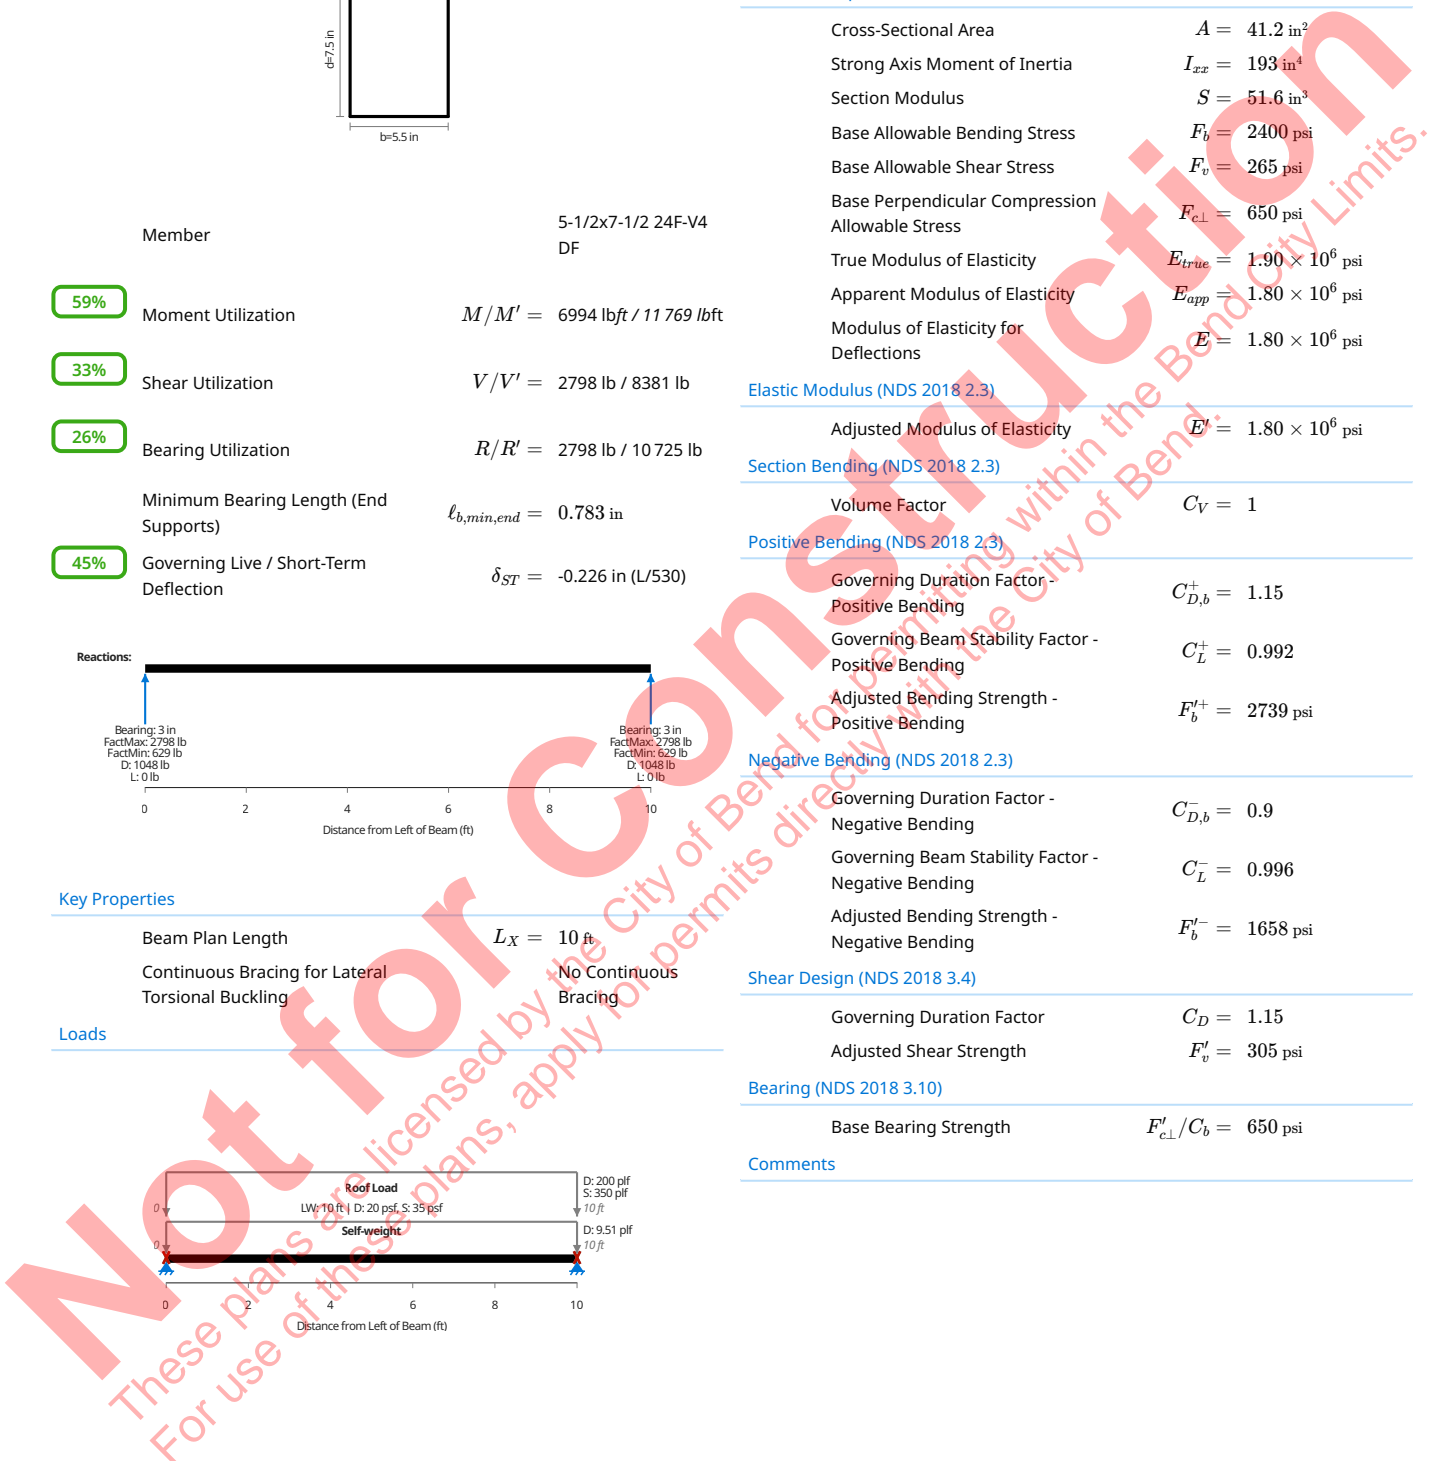 d=7.5 in
b=5.5 in
Member
5-1/2x7-1/2 24F-V4
DF
59%
Moment Utilization M/M′ = 6994 lbft / 11 769 lbft
33%
Shear Utilization V/V′ = 2798 lb / 8381 lb
26%
Bearing Utilization R/R′ = 2798 lb / 10 725 lb
Minimum Bearing Length (End
Supports)
ℓb,min,end = 0.783 in
45%
Governing Live / Short-Term
Deflection
δST = -0.226 in (L/530)
Reactions:
Bearing: 3 in
FactMax: 2798 lb
FactMin: 629 lb
D: 1048 lb
L: 0 lb
Bearing: 3 in
FactMax: 2798 lb
FactMin: 629 lb
D: 1048 lb
L: 0 lb
0 2 4 6 8 10
Distance from Left of Beam (ft)
Key Properties
Beam Plan Length LX = 10 ft
Continuous Bracing for Lateral
Torsional Buckling
No Continuous
Bracing
Loads
Roof Load
LW: 10 ft | D: 20 psf, S: 35 psf
D: 200 plf
S: 350 plf
0
10 ft
Self-weight
D: 9.51 plf
0
10 ft
0 2 4 6 8 10
Distance from Left of Beam (ft)
Cross-Sectional Area A = 41.2 in²
Strong Axis Moment of Inertia Ixx = 193 in⁴
Section Modulus S = 51.6 in³
Base Allowable Bending Stress Fb = 2400 psi
Base Allowable Shear Stress Fv = 265 psi
Base Perpendicular Compression
Allowable Stress
Fc⊥ = 650 psi
True Modulus of Elasticity Etrue = 1.90 × 10⁶ psi
Apparent Modulus of Elasticity Eapp = 1.80 × 10⁶ psi
Modulus of Elasticity for
Deflections
E = 1.80 × 10⁶ psi
Elastic Modulus (NDS 2018 2.3)
Adjusted Modulus of Elasticity E′ = 1.80 × 10⁶ psi
Section Bending (NDS 2018 2.3)
Volume Factor CV = 1
Positive Bending (NDS 2018 2.3)
Governing Duration Factor -
Positive Bending
C+D,b = 1.15
Governing Beam Stability Factor -
Positive Bending
C+L = 0.992
Adjusted Bending Strength -
Positive Bending
F′+b = 2739 psi
Negative Bending (NDS 2018 2.3)
Governing Duration Factor -
Negative Bending
C−D,b = 0.9
Governing Beam Stability Factor -
Negative Bending
C−L = 0.996
Adjusted Bending Strength -
Negative Bending
F′−b = 1658 psi
Shear Design (NDS 2018 3.4)
Governing Duration Factor CD = 1.15
Adjusted Shear Strength F′v = 305 psi
Bearing (NDS 2018 3.10)
Base Bearing Strength F′c⊥/Cb = 650 psi
Comments
Not for Construction
These plans are licensed by the City of Bend for permitting within the Bend City Limits.
For use of these plans, apply for permits directly with the City of Bend.